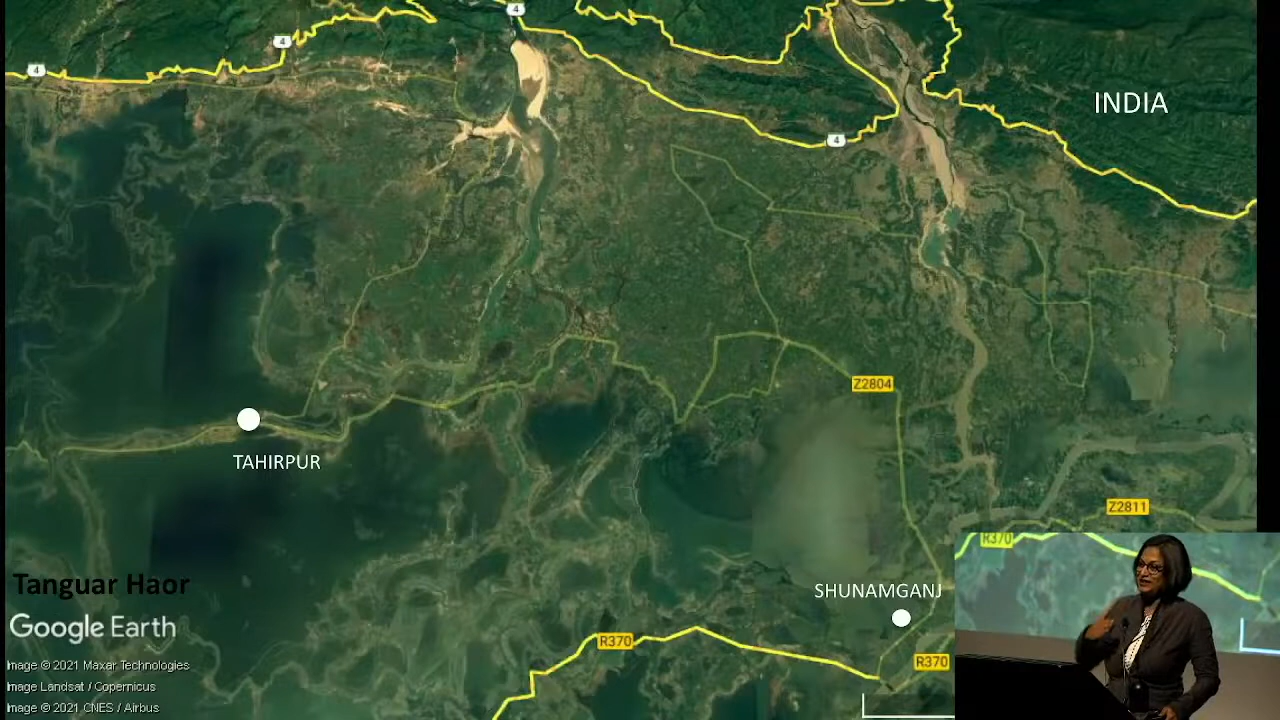 4
4
4
INDIA
4
Z2804
TAHIRPUR
Z2811
R370
Tanguar Haor
SHUNAMGANJ
Google Earth
R370
R370
Image © 2021 Maxar Technologies
Image Landsat / Copernicus
Image © 2021 CNES / Airbus